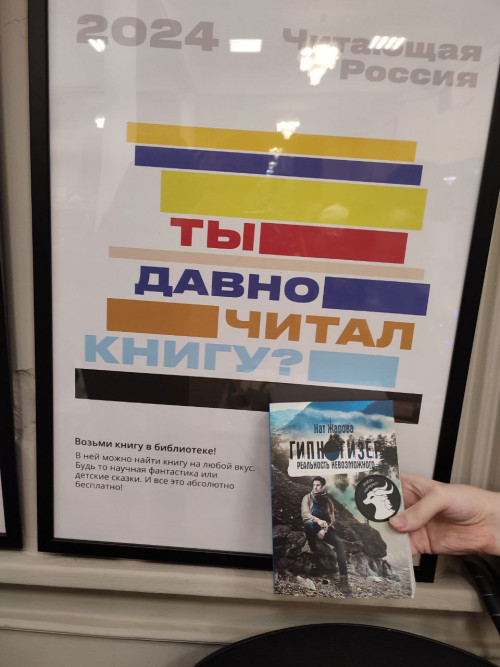 2024 Читающая
Россия
ТЫ
ДАВНО
ЧИТАЛ
КНИГУ?
Возьми книгу в библиотеке!
В ней можно найти книгу на любой вкус.
Будь то научная фантастика или
детские сказки. И все это абсолютно
бесплатно!
Нат Жарова
ГИПНОТИЗЕР
РЕАЛЬНОСТЬ НЕВОЗМОЖНОГО